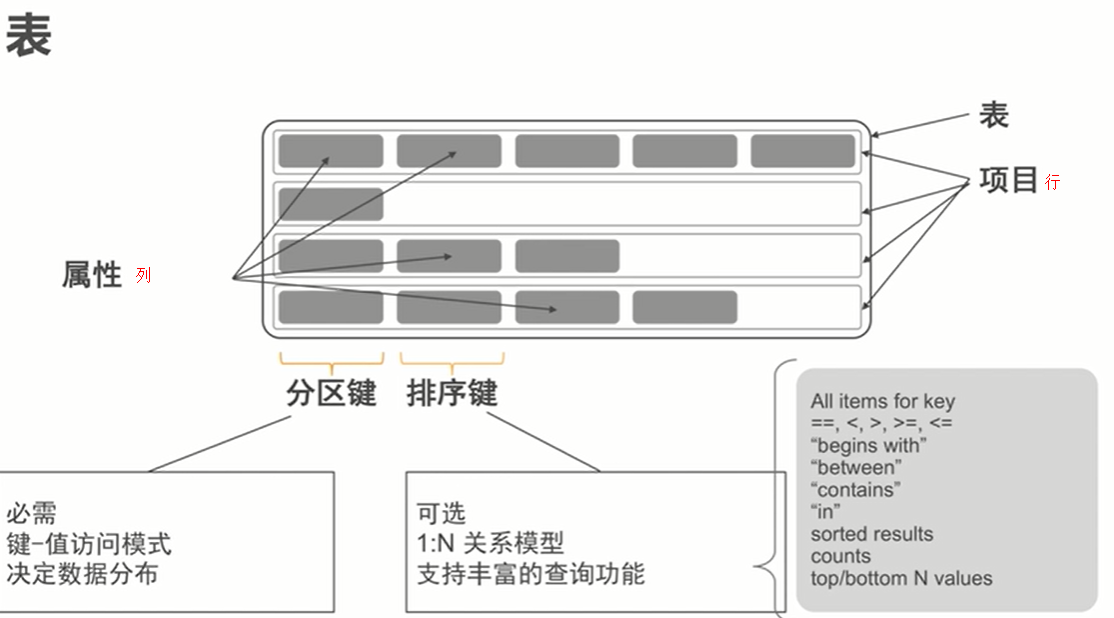 表
表
项目 行
属性 列
分区键
排序键
必需
键-值访问模式
决定数据分布
可选
1:N 关系模型
支持丰富的查询功能
All items for key
==, <, >, >=, <=
“begins with”
“between”
“contains”
“in”
sorted results
counts
top/bottom N values